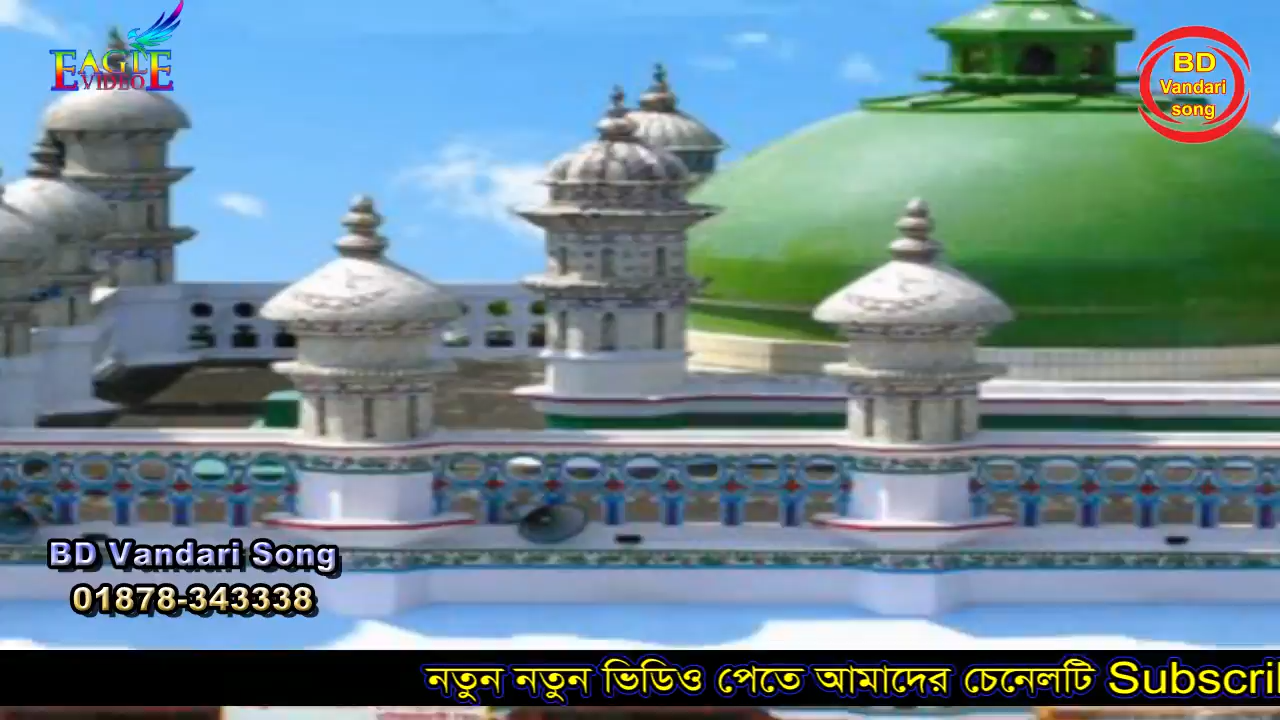 EAGLE
VIDEO
BD
Vandari
song
BD Vandari Song
01878-343338
নতুন নতুন ভিডিও পেতে আমাদের চেনেলটি Subscri